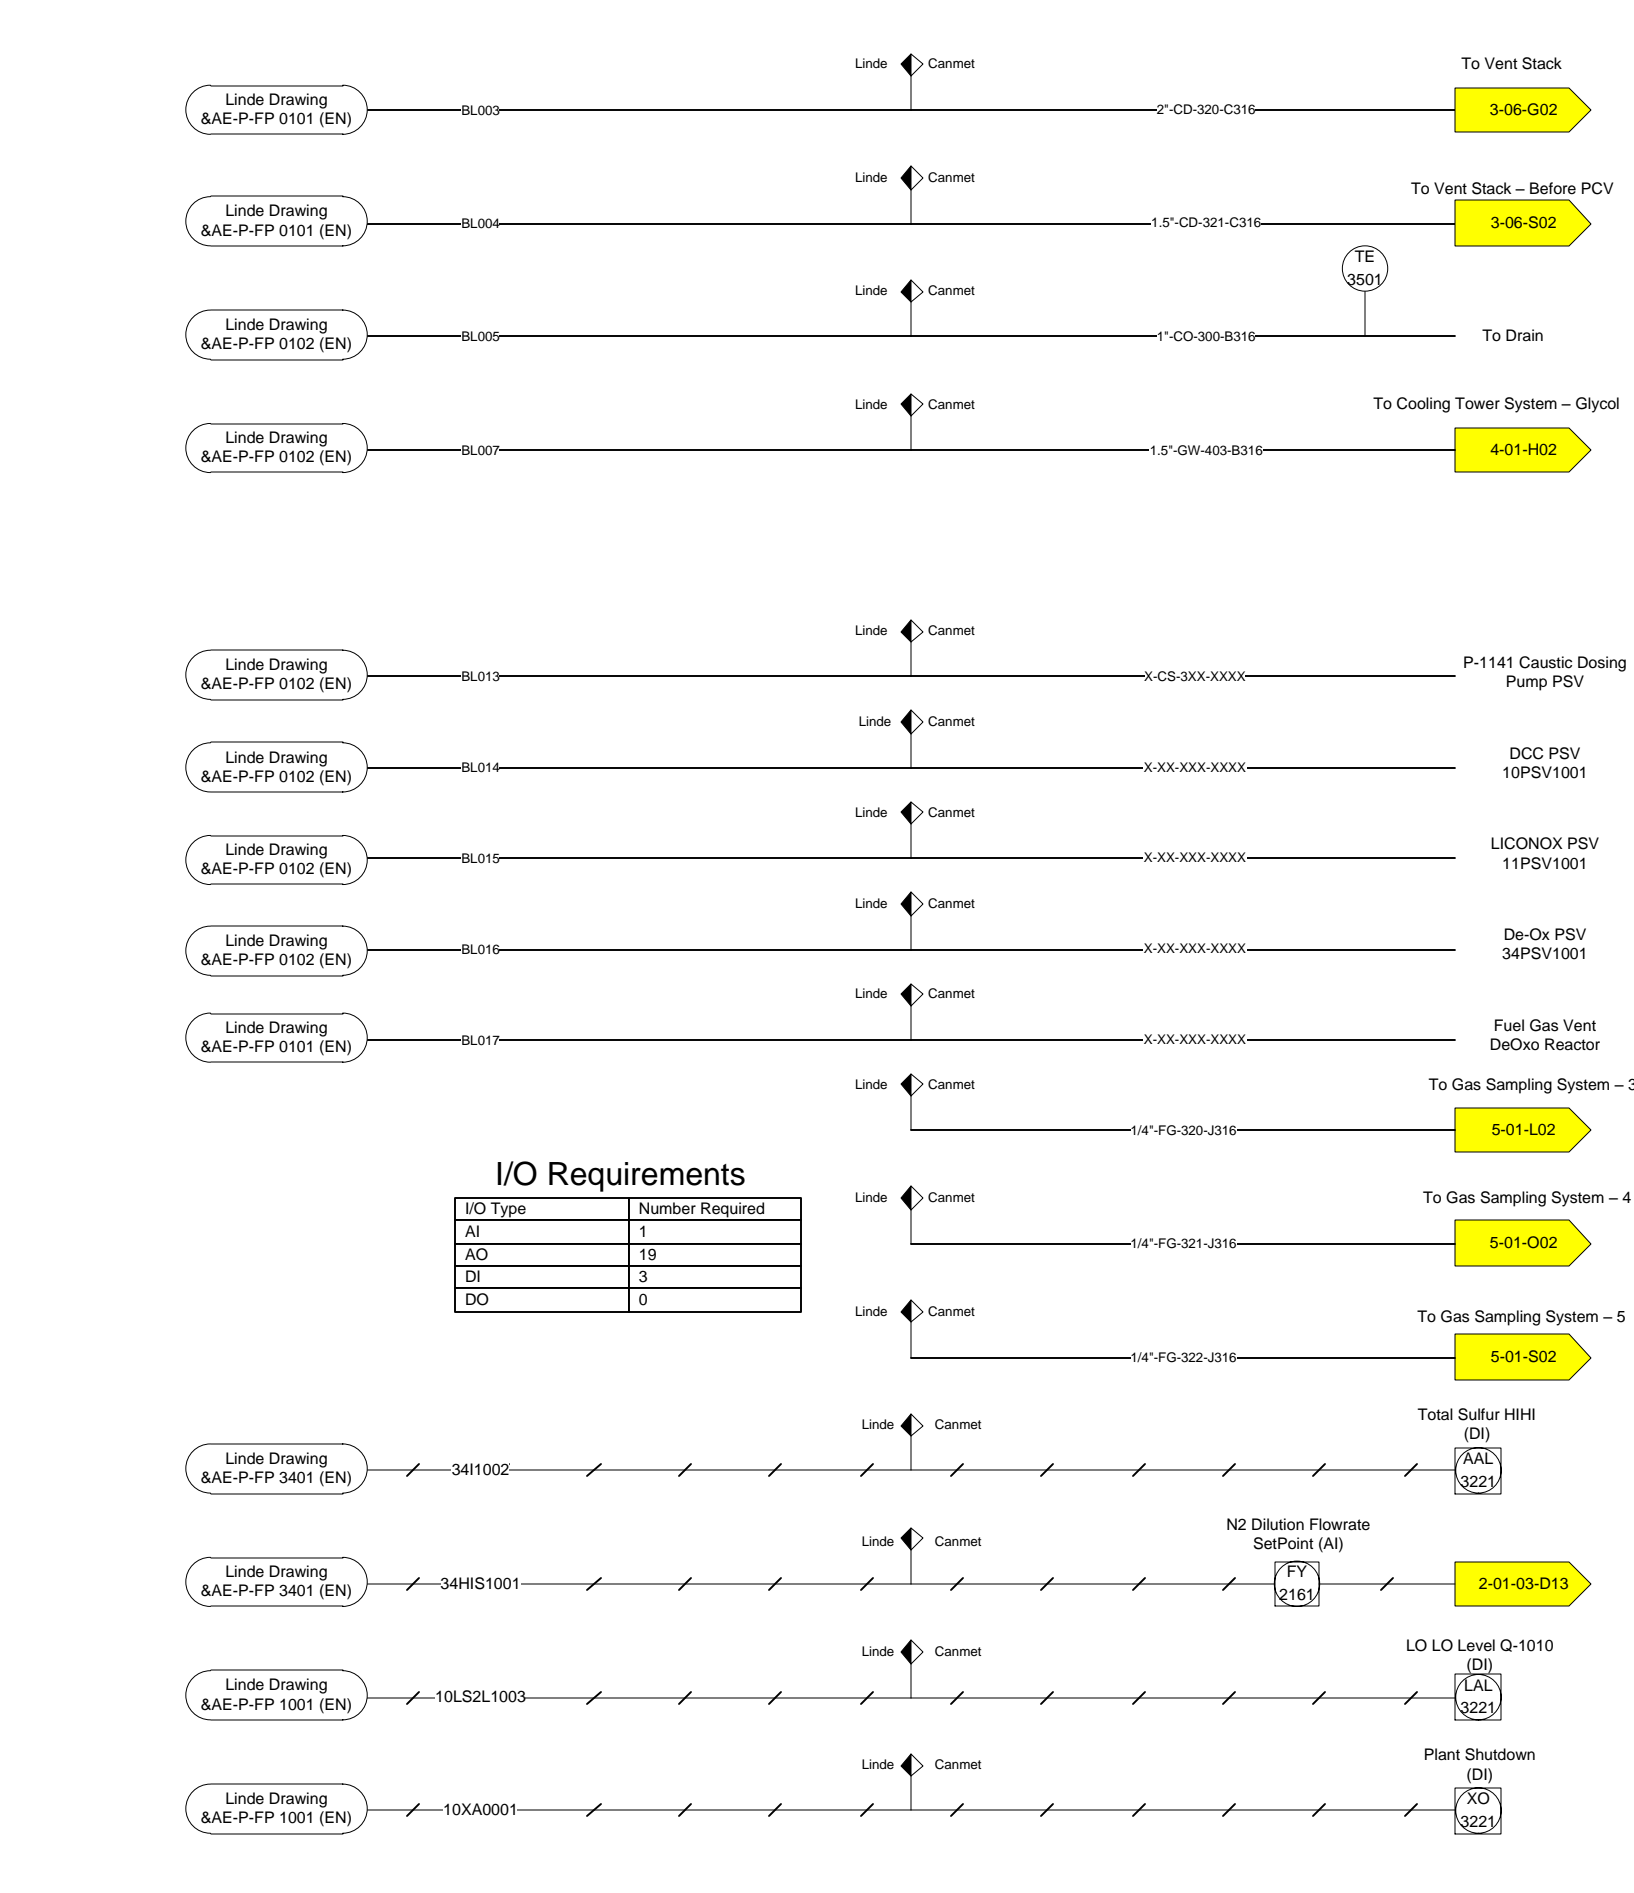 Linde Canmet To Vent Stack
Linde Drawing
&AE-P-FP 0101 (EN)
BL003 2"-CD-320-C316 3-06-G02
Linde Canmet
To Vent Stack – Before PCV
Linde Drawing
&AE-P-FP 0101 (EN)
BL004 1.5"-CD-321-C316 3-06-S02
TE
3501
Linde Canmet
Linde Drawing
&AE-P-FP 0102 (EN)
BL005 1"-CO-300-B316 To Drain
Linde Canmet To Cooling Tower System – Glycol
Linde Drawing
&AE-P-FP 0102 (EN)
BL007 1.5"-GW-403-B316 4-01-H02
Linde Canmet
Linde Drawing
&AE-P-FP 0102 (EN)
BL013 X-CS-3XX-XXXX
P-1141 Caustic Dosing
Pump PSV
Linde Canmet
Linde Drawing
&AE-P-FP 0102 (EN)
BL014 X-XX-XXX-XXXX
DCC PSV
10PSV1001
Linde Canmet
Linde Drawing
&AE-P-FP 0102 (EN)
BL015 X-XX-XXX-XXXX
LICONOX PSV
11PSV1001
Linde Canmet
Linde Drawing
&AE-P-FP 0102 (EN)
BL016 X-XX-XXX-XXXX
De-Ox PSV
34PSV1001
Linde Canmet
Linde Drawing
&AE-P-FP 0101 (EN)
BL017 X-XX-XXX-XXXX
Fuel Gas Vent
DeOxo Reactor
Linde Canmet To Gas Sampling System – 3
1/4"-FG-320-J316 5-01-L02
I/O Requirements
I/O Type Number Required
AI 1
AO 19
DI 3
DO 0
Linde Canmet To Gas Sampling System – 4
1/4"-FG-321-J316 5-01-O02
Linde Canmet To Gas Sampling System – 5
1/4"-FG-322-J316 5-01-S02
Linde Canmet
Total Sulfur HIHI
(DI)
Linde Drawing
&AE-P-FP 3401 (EN)
34I1002
AAL
3221
Linde Canmet
N2 Dilution Flowrate
SetPoint (AI)
Linde Drawing
&AE-P-FP 3401 (EN)
34HIS1001
FY
2161
2-01-03-D13
Linde Canmet
LO LO Level Q-1010
(DI)
Linde Drawing
&AE-P-FP 1001 (EN)
10LS2L1003
LAL
3221
Linde Canmet
Plant Shutdown
(DI)
Linde Drawing
&AE-P-FP 1001 (EN)
10XA0001
XO
3221